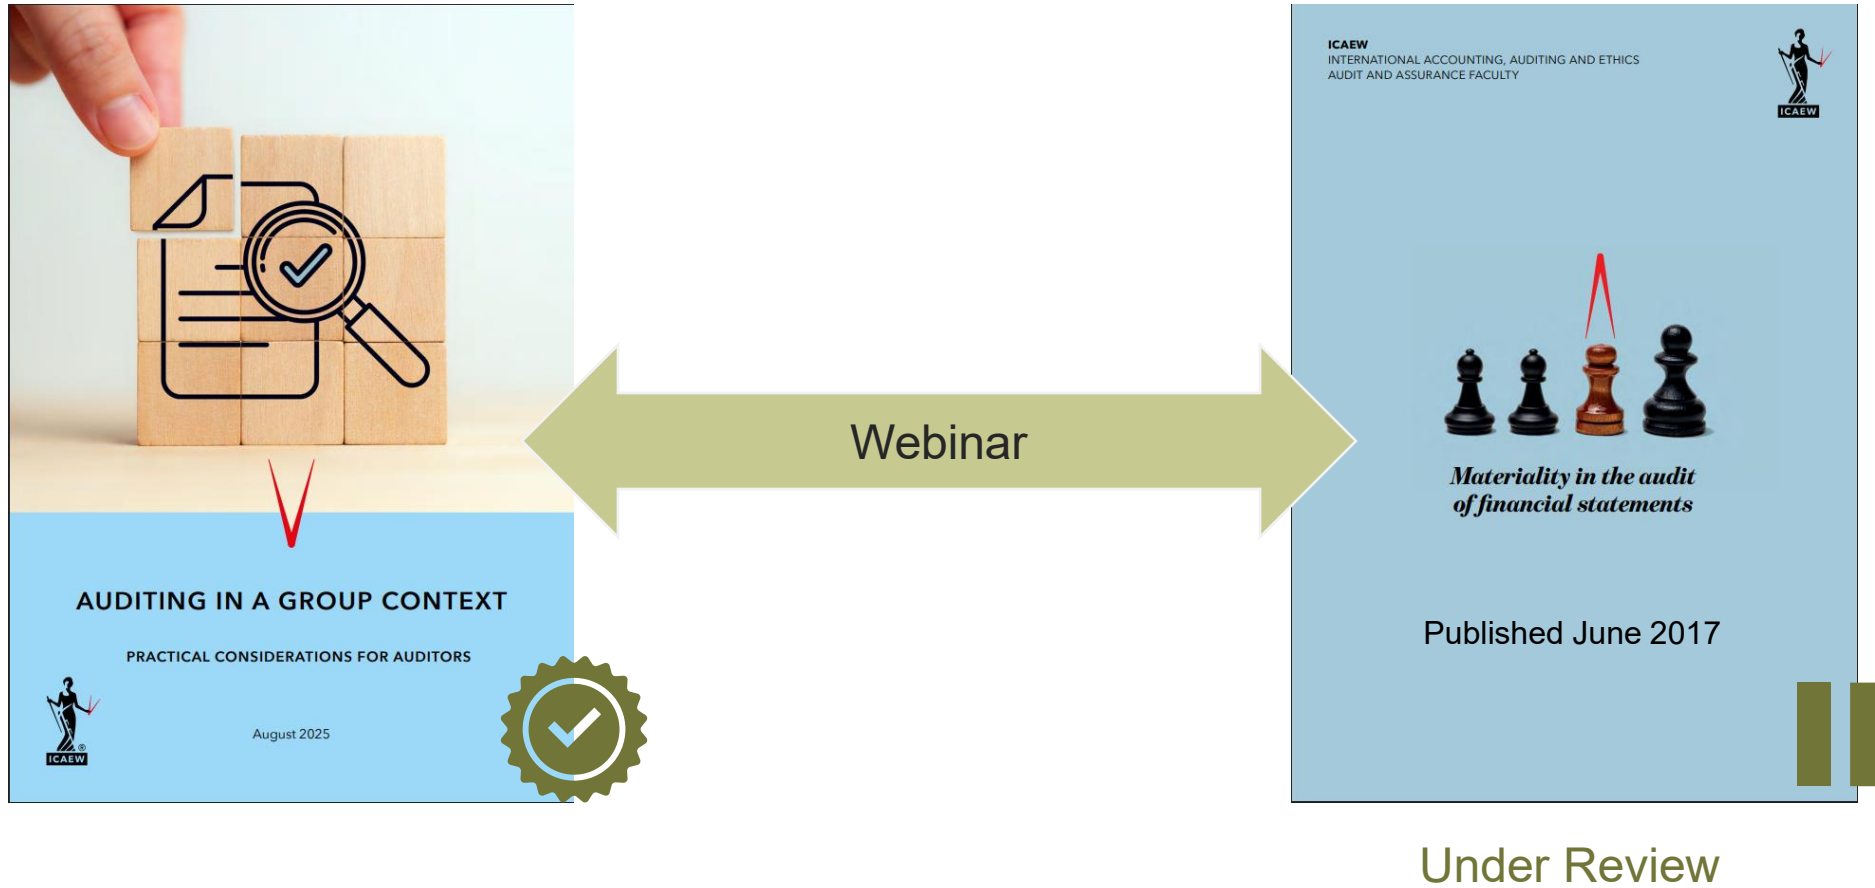 AUDITING IN A GROUP CONTEXT
PRACTICAL CONSIDERATIONS FOR AUDITORS
August 2025
®
ICAEW
Webinar
ICAEW
INTERNATIONAL ACCOUNTING, AUDITING AND ETHICS
AUDIT AND ASSURANCE FACULTY
ICAEW
Materiality in the audit
of financial statements
Published June 2017
Under Review